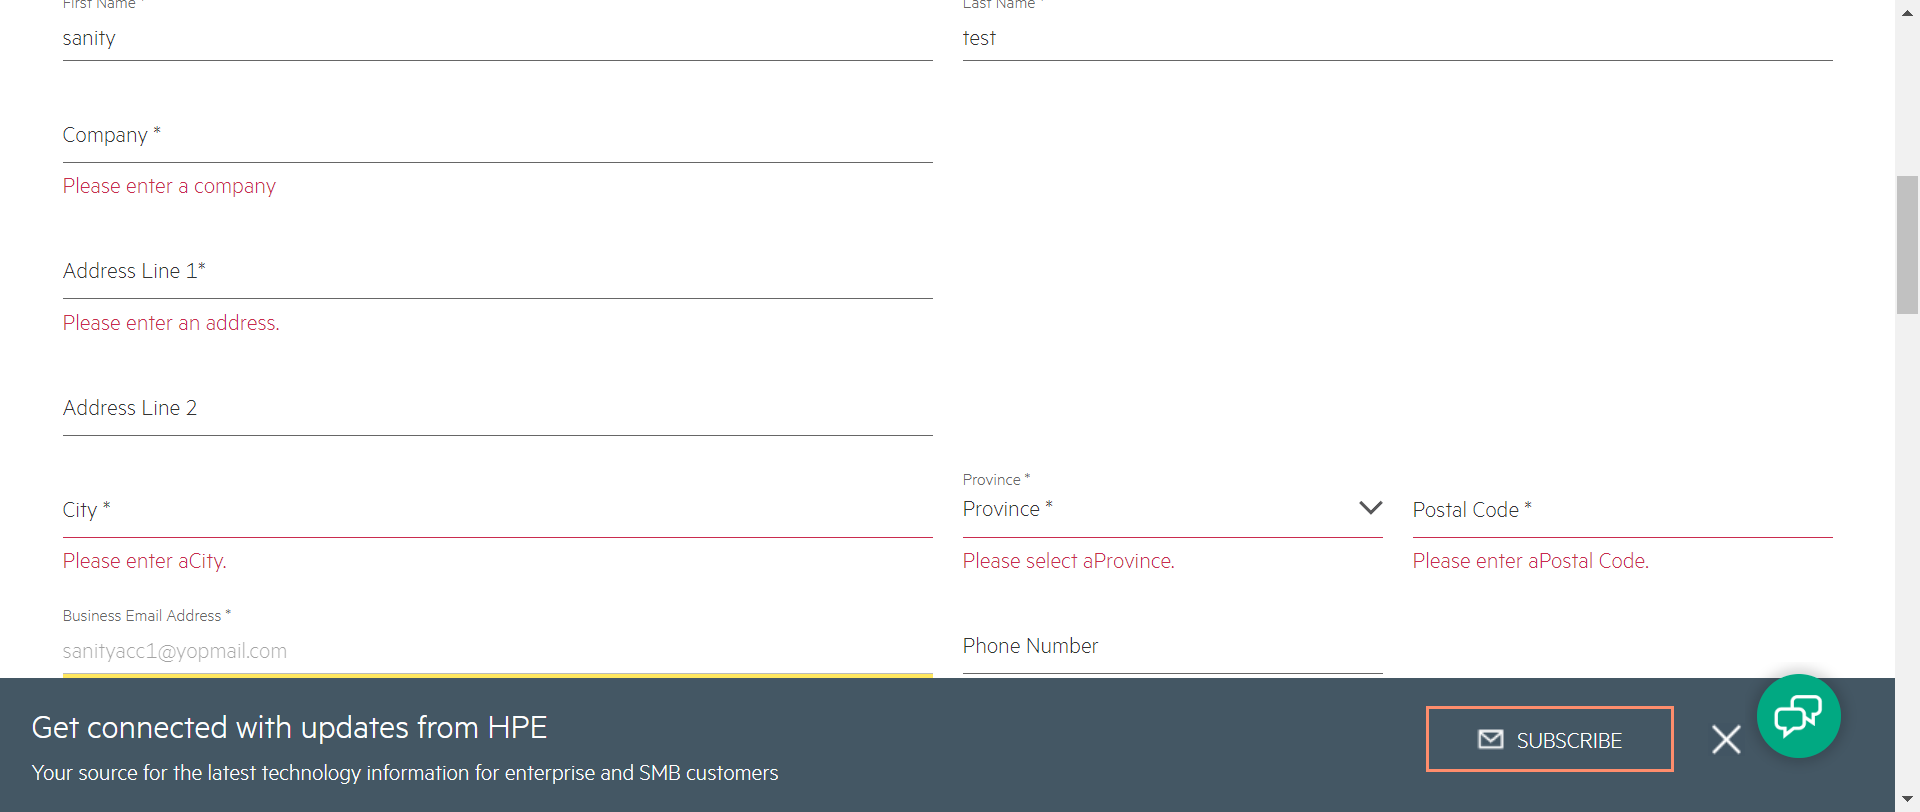 First Name *
Last Name *
sanity
test
Company *
Please enter a company
Address Line 1*
Please enter an address.
Address Line 2
Province *
City *
Province *
Postal Code *
Please enter aCity.
Please select aProvince.
Please enter aPostal Code.
Business Email Address *
sanityacc1@yopmail.com
Phone Number
Get connected with updates from HPE
SUBSCRIBE
Your source for the latest technology information for enterprise and SMB customers